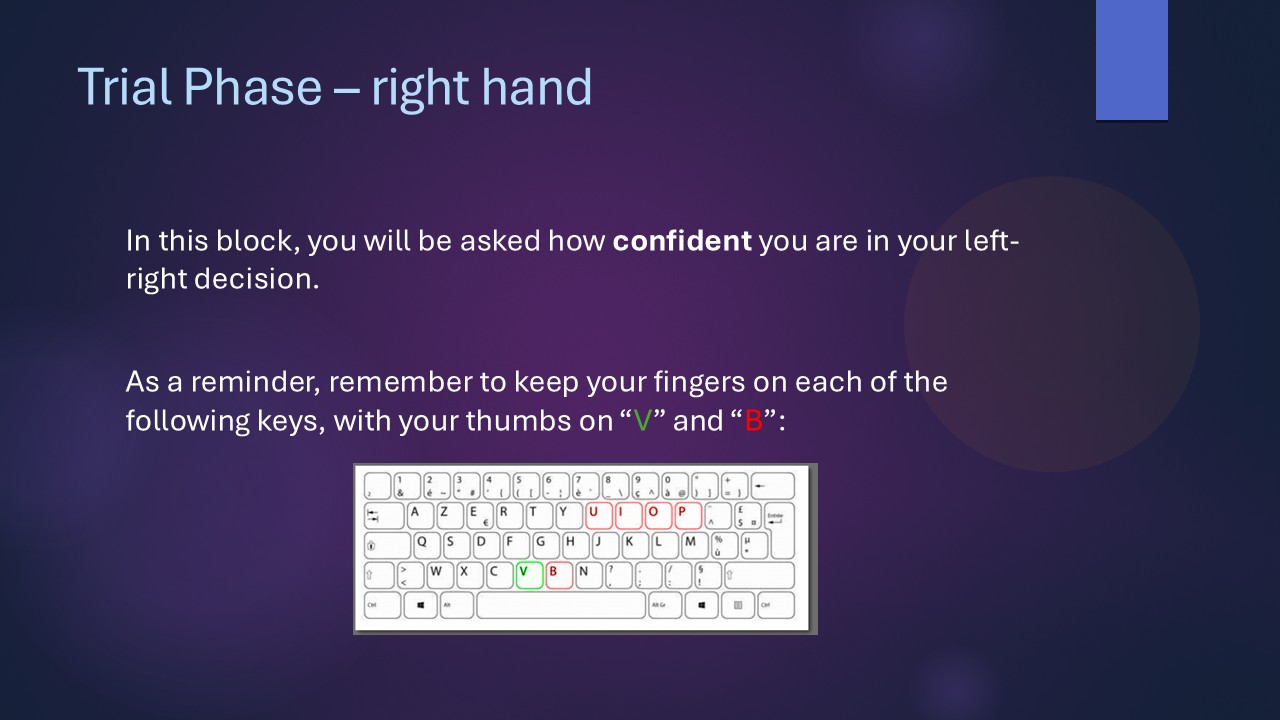 Trial Phase – right hand
In this block, you will be asked how confident you are in your left-
right decision.
As a reminder, remember to keep your fingers on each of the
following keys, with your thumbs on “V” and “B”:
1 2 3 4 5 6 7 8 9 0 ° +
& é ~ " # ' { ( [ - ¦ è ` _ \ ç ^ à @ ) ] = }
A Z E R T Y U I O P ¨ £ Entrée
€ ^ $ ¤
Q S D F G H J K L M % µ
ù *
> W X C V B N ? . / §
< , ; : !
Ctrl Alt Alt Gr Ctrl